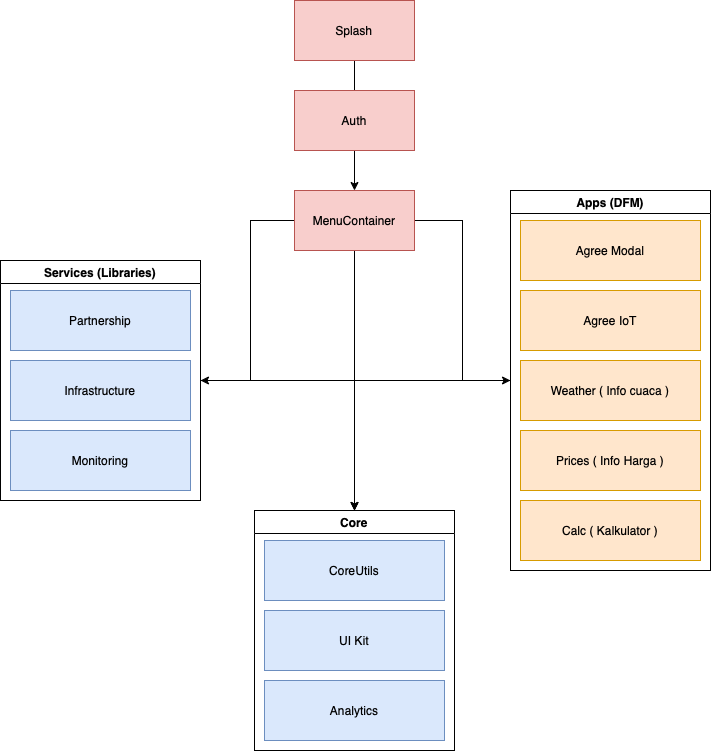 Splash
Auth
MenuContainer
Services (Libraries)
Partnership
Infrastructure
Monitoring
Apps (DFM)
Agree Modal
Agree IoT
Weather ( Info cuaca )
Prices ( Info Harga )
Calc ( Kalkulator )
Core
CoreUtils
UI Kit
Analytics